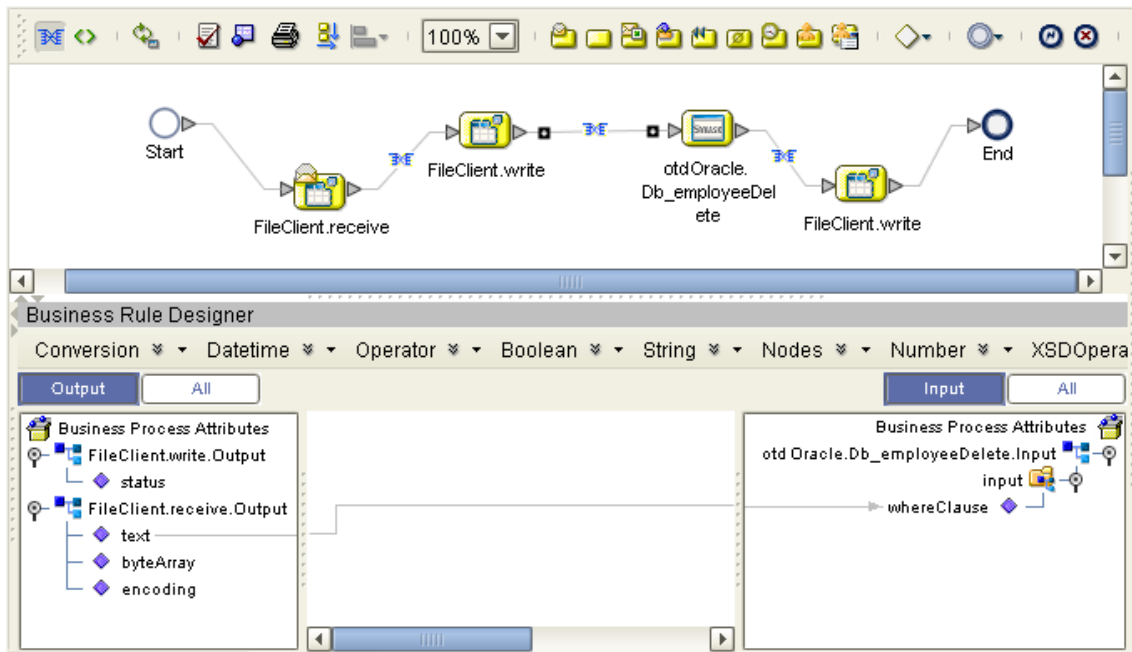 100%
Start
FileClient.receive
FileClient.write
SYBASE
otdOracle.
Db_employeeDel
ete
FileClient.write
End
Business Rule Designer
Conversion Datetime Operator Boolean String Nodes Number XSDOpera
Output All Input All
Business Process Attributes
FileClient.write.Output
status
FileClient.receive.Output
text
byteArray
encoding
Business Process Attributes
otd Oracle.Db_employeeDelete.Input
input
whereClause